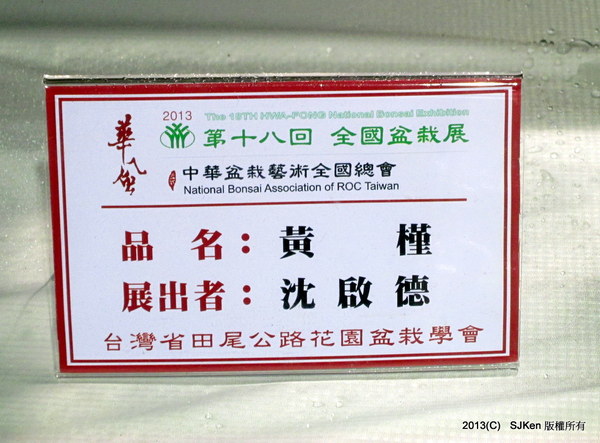 華風
2013
The 18TH HWA-FONG National Bonsai Exhibition
第十八回 全國盆栽展
中華盆栽藝術全國總會
National Bonsai Association of ROC Taiwan
品 名：黃 槿
展出者：沈啟德
台灣省田尾公路花園盆栽學會
2013(C) SJKen 版權所有